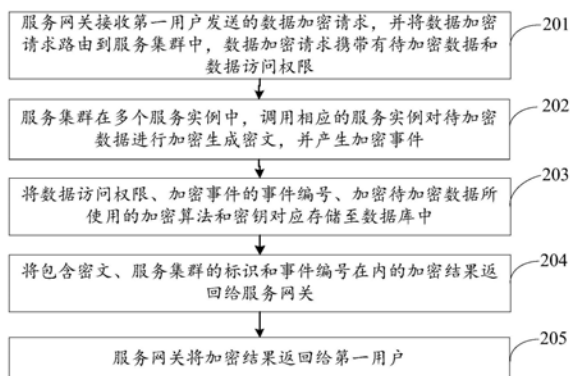 服务网关接收第一用户发送的数据加密请求，并将数据加密
请求路由到服务集群中，数据加密请求携带有待加密数据和
数据访问权限
201
服务集群在多个服务实例中，调用相应的服务实例对待加密
数据进行加密生成密文，并产生加密事件
202
将数据访问权限、加密事件的事件编号、加密待加密数据所
使用的加密算法和密钥对应存储至数据库中
203
将包含密文、服务集群的标识和事件编号在内的加密结果返
回给服务网关
204
服务网关将加密结果返回给第一用户
205